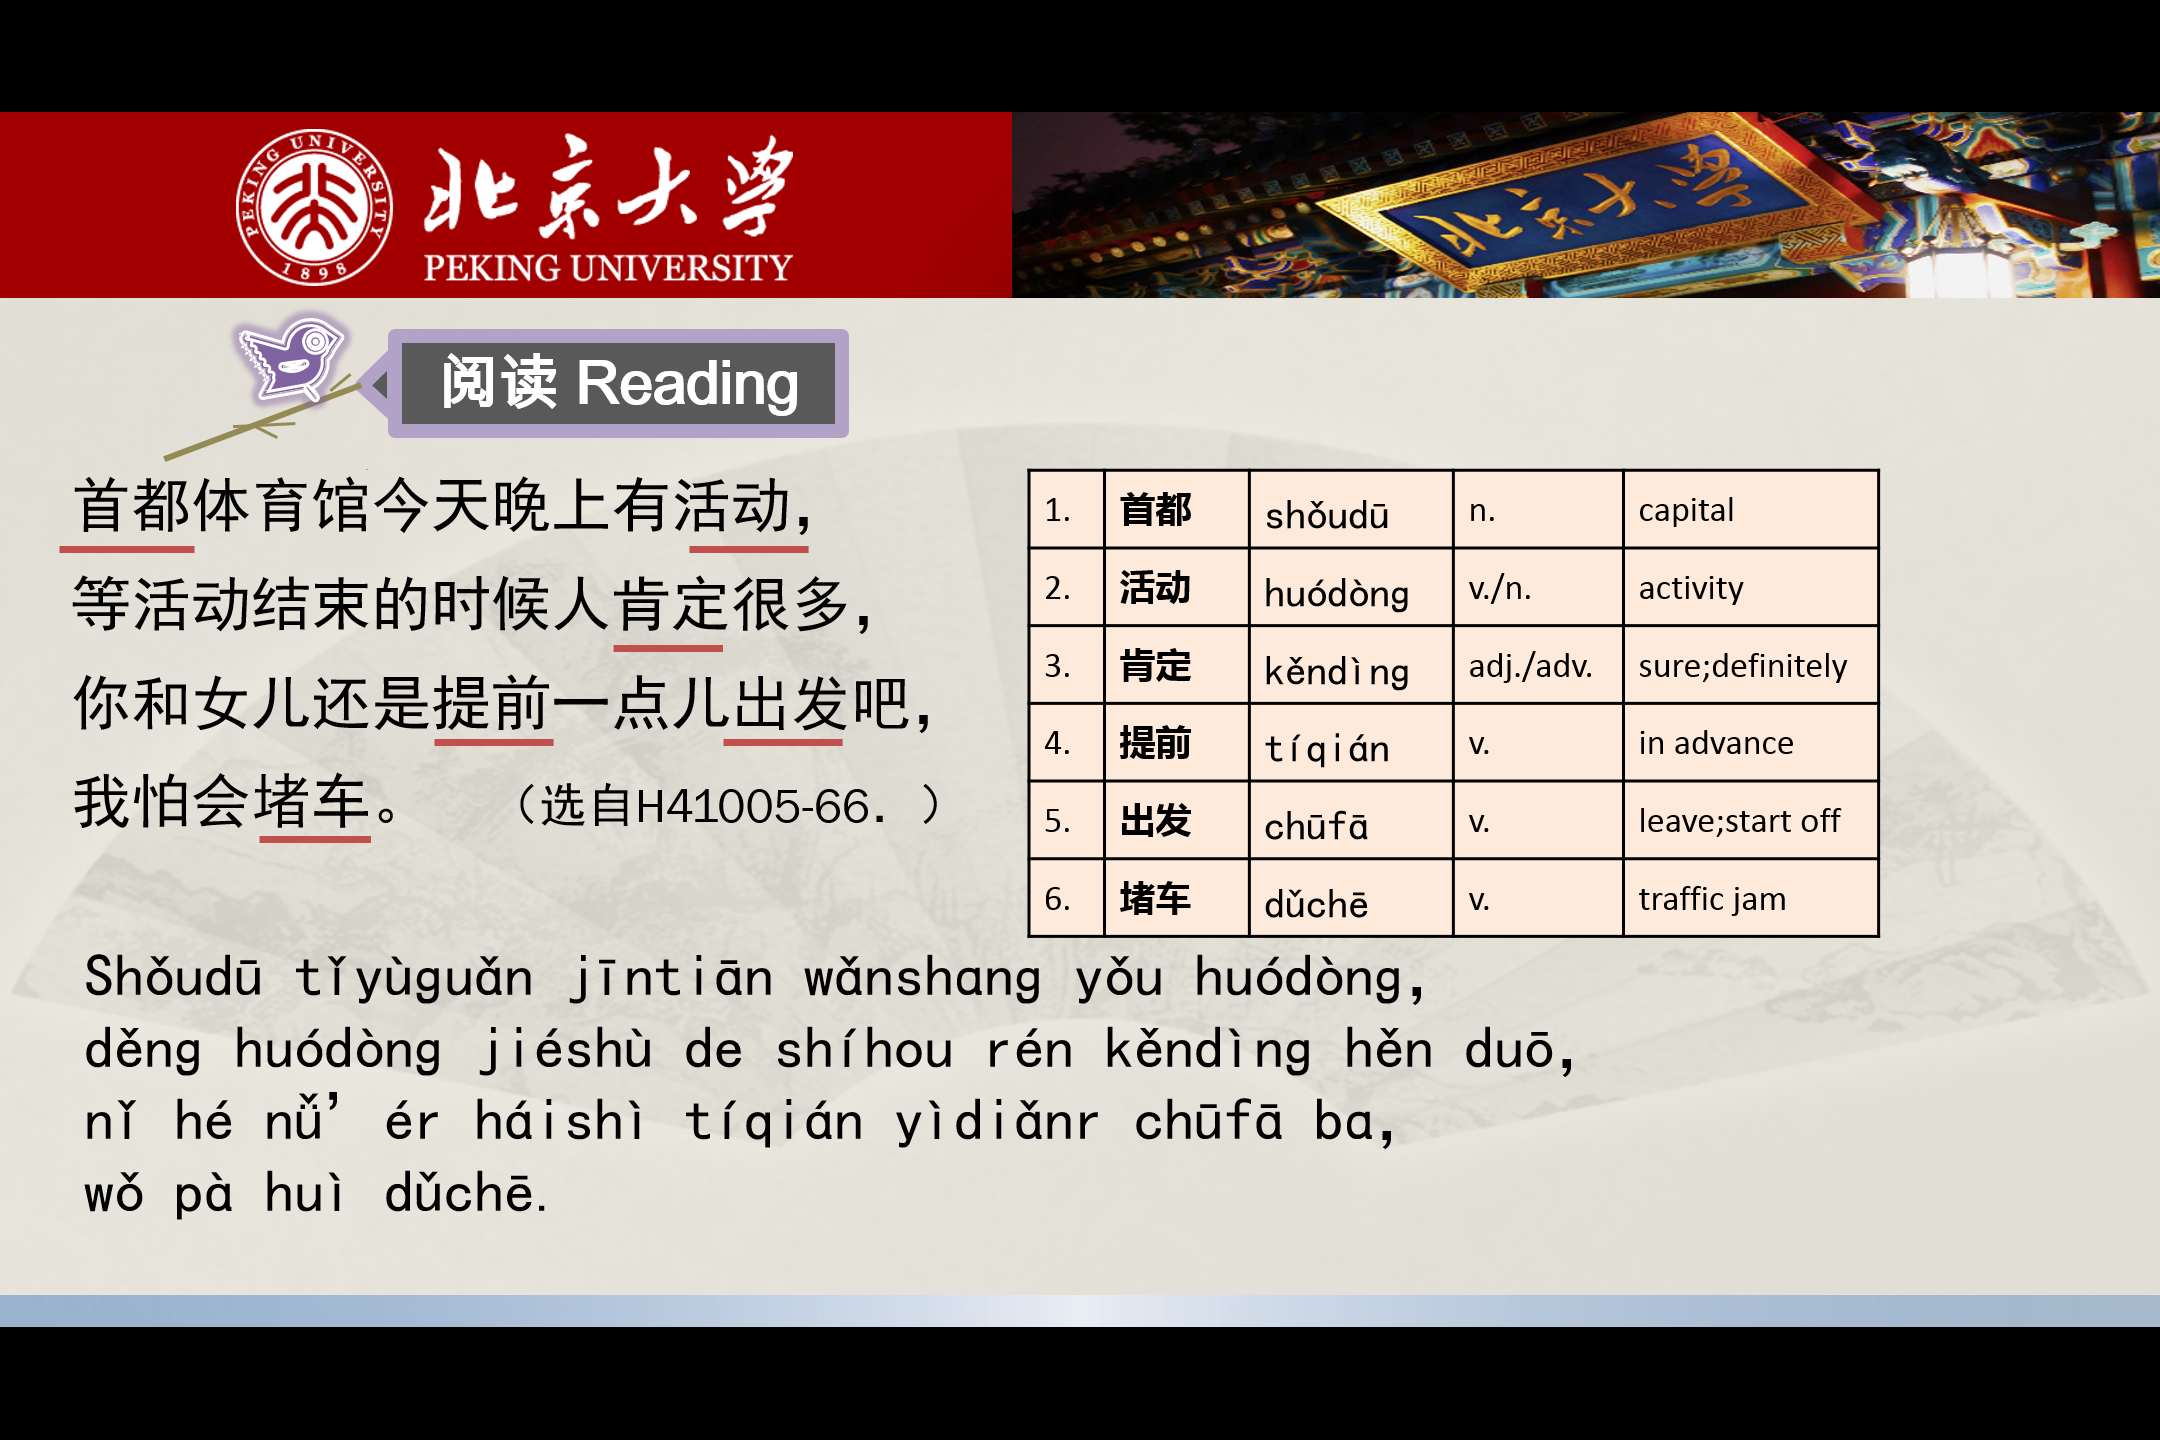 PEKING UNIVERSITY
1898
北京大学
PEKING UNIVERSITY
北京大学
阅读 Reading
首都体育馆今天晚上有活动,
等活动结束的时候人肯定很多,
你和女儿还是提前一点儿出发吧,
我怕会堵车。 （选自H41005-66. ）
1. 首都 shǒudū n. capital
2. 活动 huódòng v./n. activity
3. 肯定 kěndìng adj./adv. sure;definitely
4. 提前 tíqián v. in advance
5. 出发 chūfā v. leave;start off
6. 堵车 dǔchē v. traffic jam
Shǒudū tǐyùguǎn jīntiān wǎnshang yǒu huódòng,
děng huódòng jiéshù de shíhou rén kěndìng hěn duō,
nǐ hé nǚ’ ér háishì tíqián yìdiǎnr chūfā ba,
wǒ pà huì dǔchē.